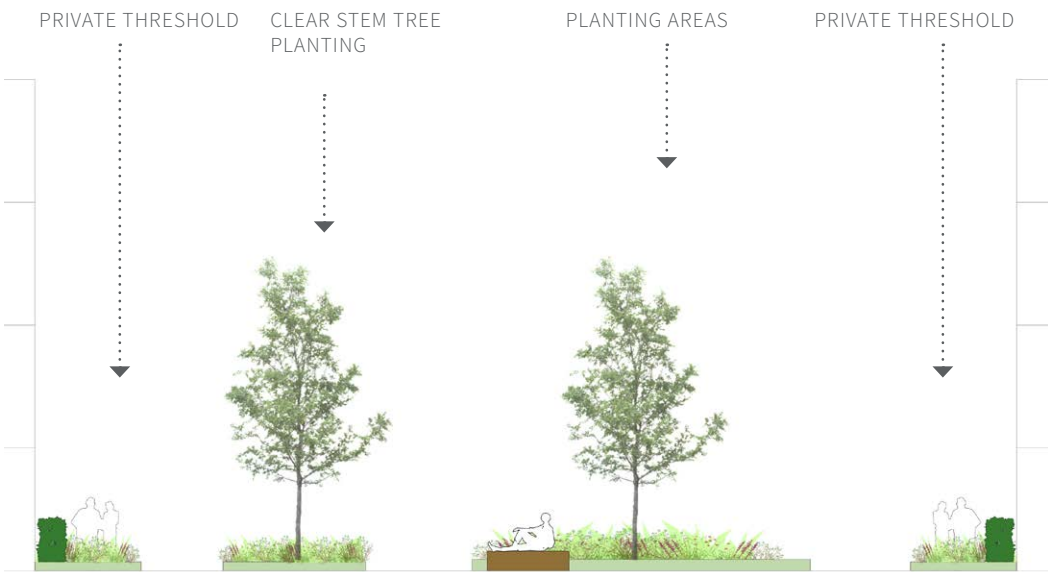 PRIVATE THRESHOLD
CLEAR STEM TREE
PLANTING
PLANTING AREAS
PRIVATE THRESHOLD